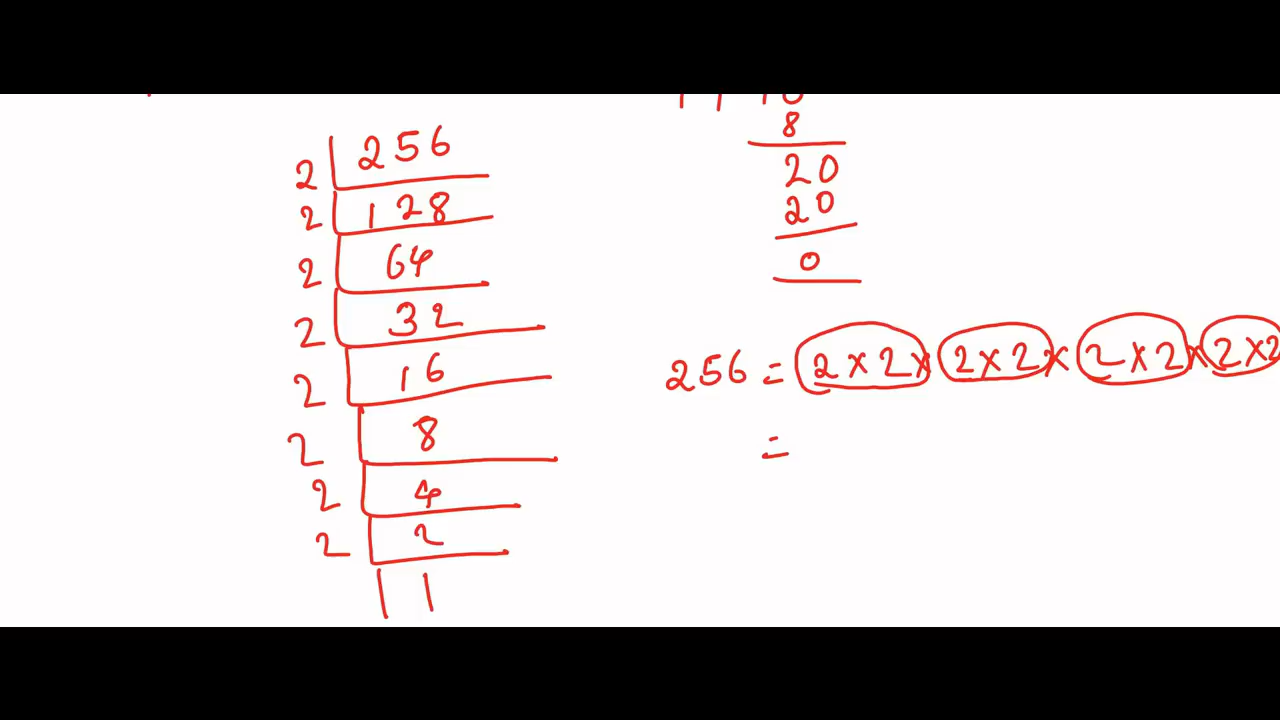 2 | 256
2 | 128
2 | 64
2 | 32
2 | 16
2 | 8
2 | 4
2 | 2
| 1
8
20
20
0
256 = 2×2× 2×2× 2×2× 2×2
=